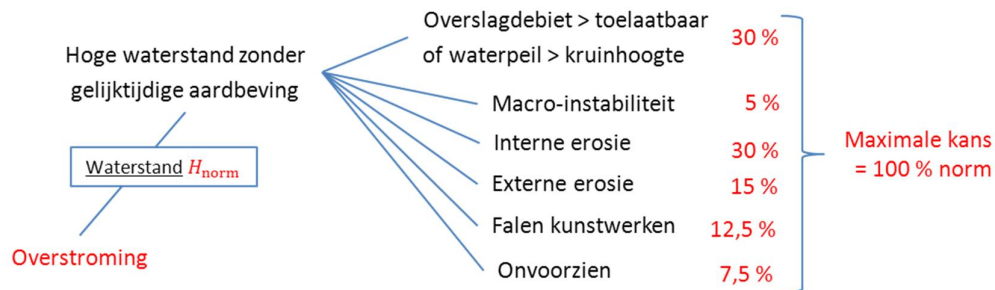 Overslagdebiet > toelaatbaar
of waterpeil > kruinhoogte
30 %
Hoge waterstand zonder
gelijktijdige aardbeving
Macro-instabiliteit
5 %
Interne erosie
30 %
Externe erosie
15 %
Falen kunstwerken
12,5 %
Onvoorzien
7,5 %
Maximale kans
= 100 % norm
Waterstand Hnorm
Overstroming